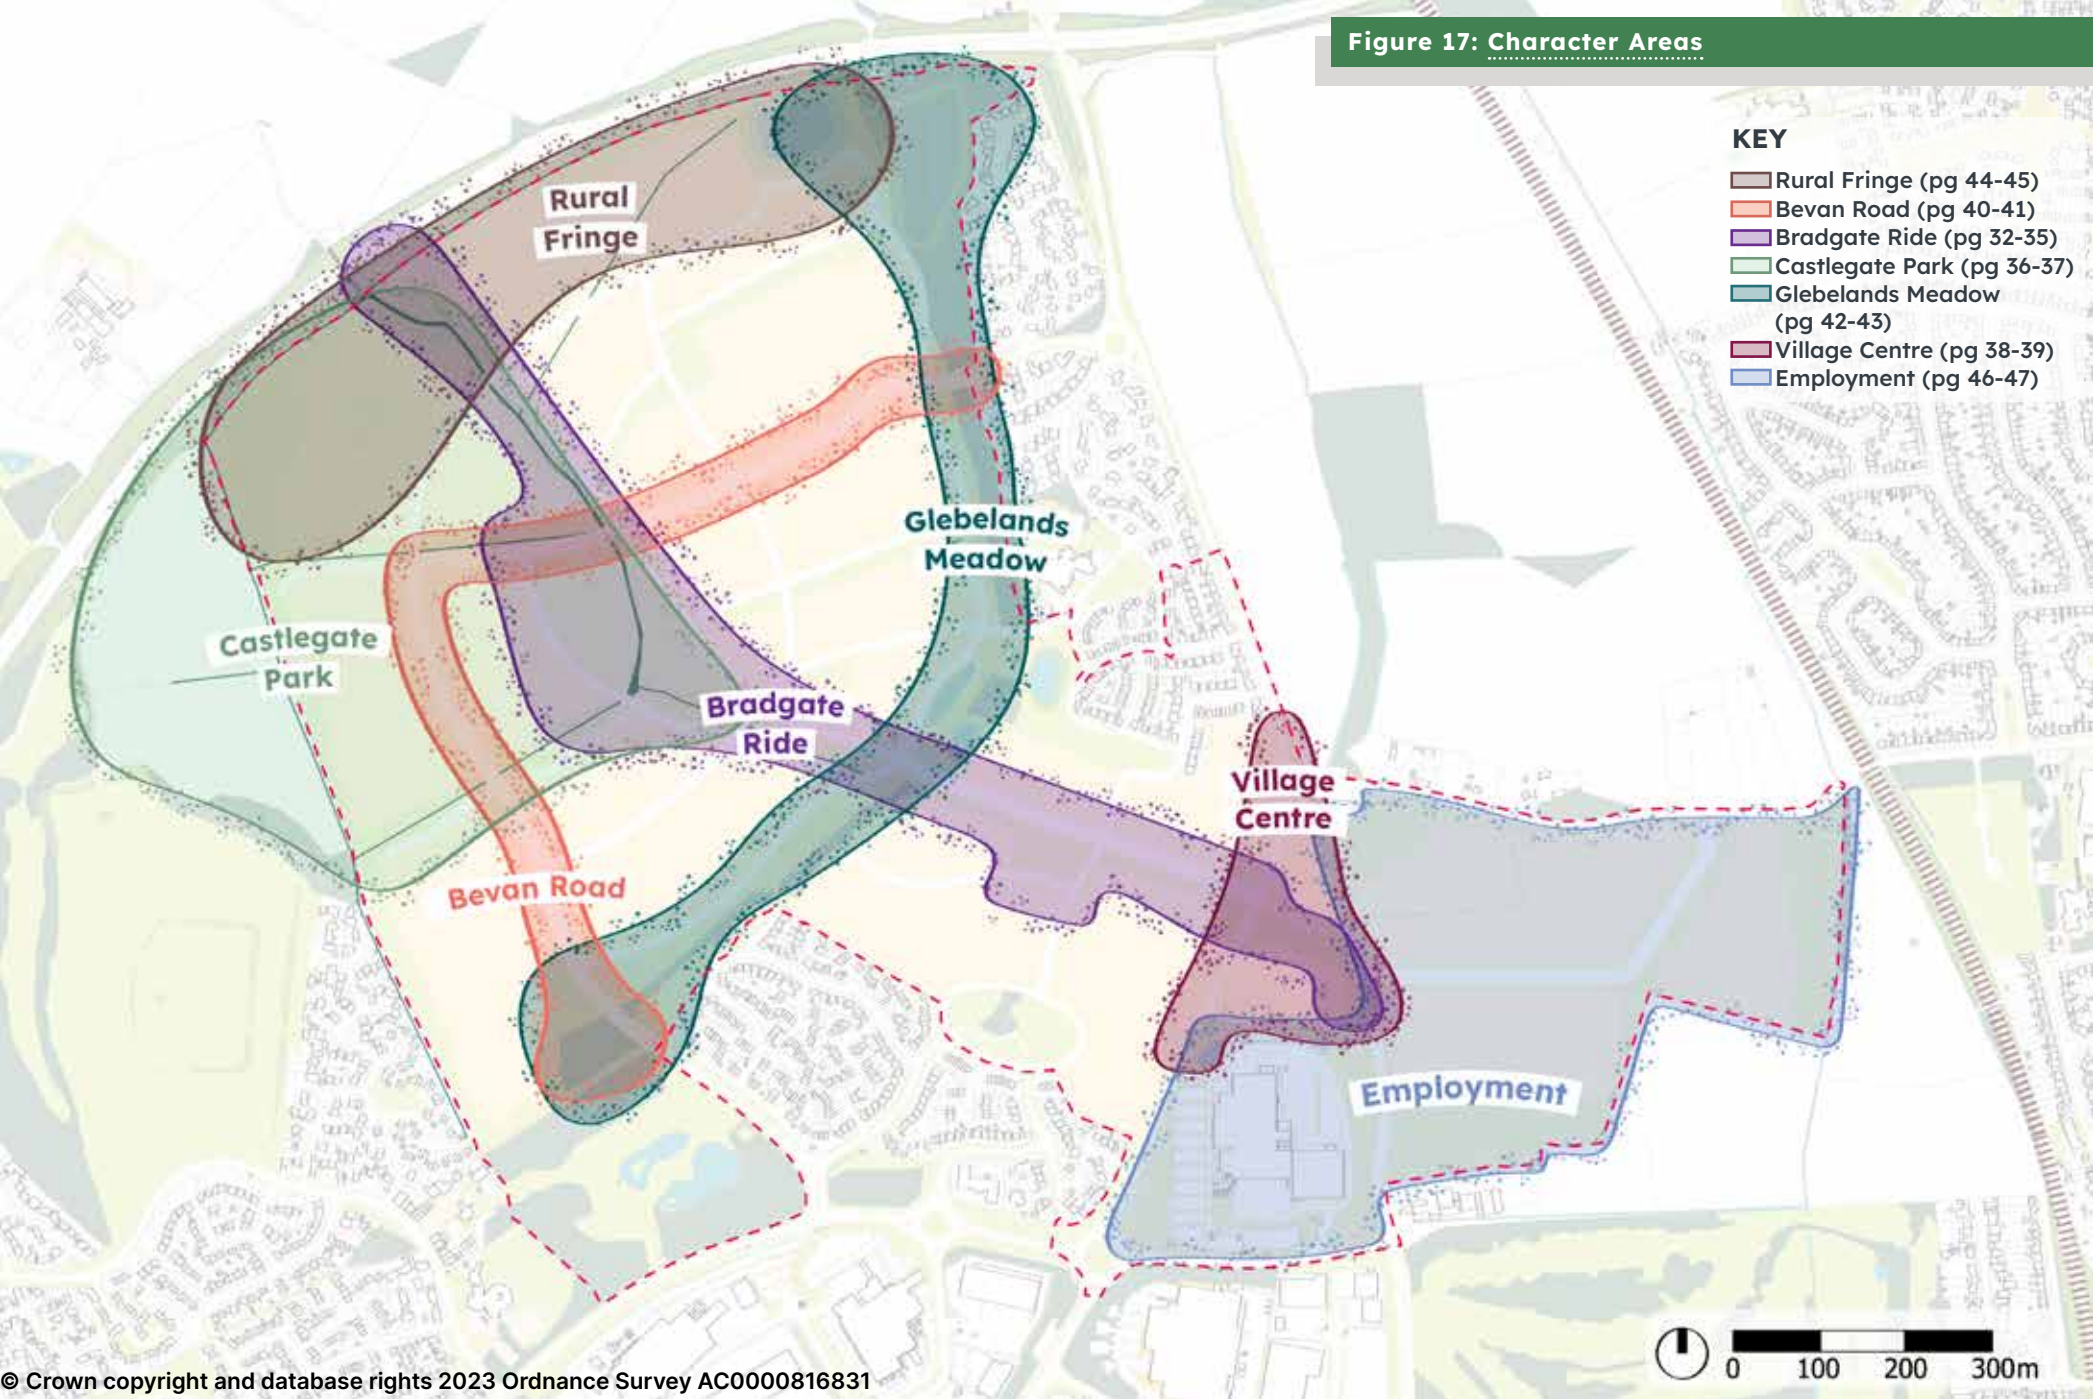 Figure 17: Character Areas
KEY
Rural Fringe (pg 44-45)
Bevan Road (pg 40-41)
Bradgate Ride (pg 32-35)
Castlegate Park (pg 36-37)
Glebelands Meadow
(pg 42-43)
Village Centre (pg 38-39)
Employment (pg 46-47)
Rural
Fringe
Glebelands
Meadow
Castlegate
Park
Bradgate
Ride
Village
Centre
Bevan Road
Employment
0 100 200 300m
© Crown copyright and database rights 2023 Ordnance Survey AC0000816831